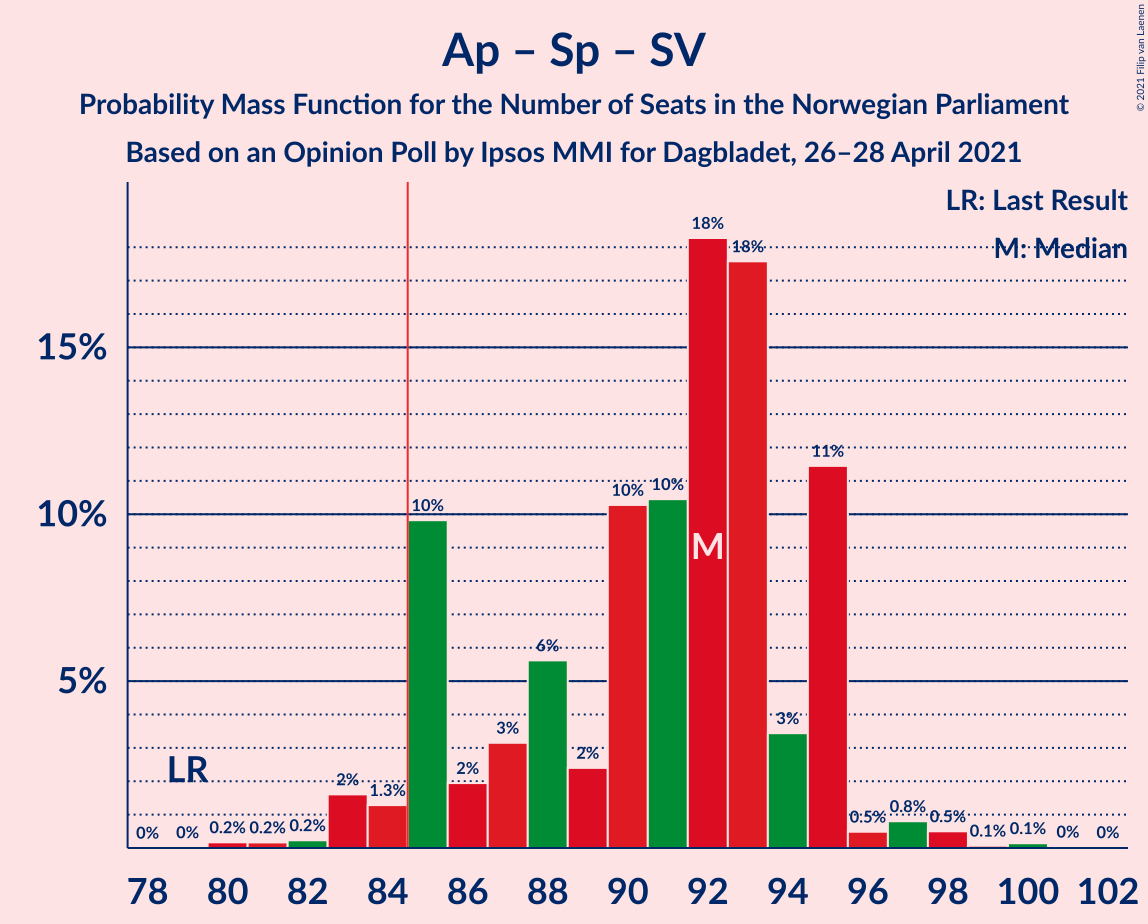 Ap – Sp – SV
Probability Mass Function for the Number of Seats in the Norwegian Parliament
Based on an Opinion Poll by Ipsos MMI for Dagbladet, 26–28 April 2021
© 2021 Filip van Laenen
LR: Last Result
M: Median
15%
10%
5%
0% 0% 0.2% 0.2% 0.2% 2% 1.3% 10% 2% 3% 6% 2% 10% 10% 18% 18% 3% 11% 0.5% 0.8% 0.5% 0.1% 0.1% 0% 0%
LR
M
78 80 82 84 86 88 90 92 94 96 98 100 102